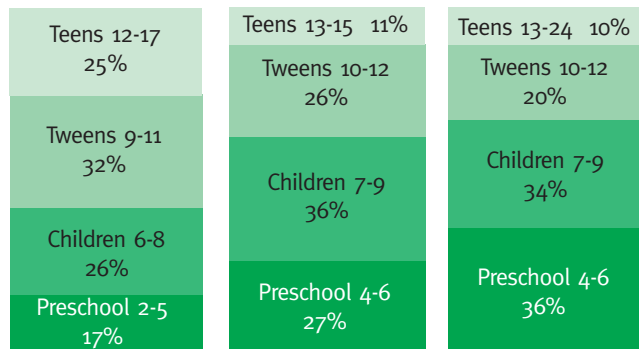 Teens 12-17
25%
Tweens 9-11
32%
Children 6-8
26%
Preschool 2-5
17%
Teens 13-15 11%
Tweens 10-12
26%
Children 7-9
36%
Preschool 4-6
27%
Teens 13-24 10%
Tweens 10-12
20%
Children 7-9
34%
Preschool 4-6
36%